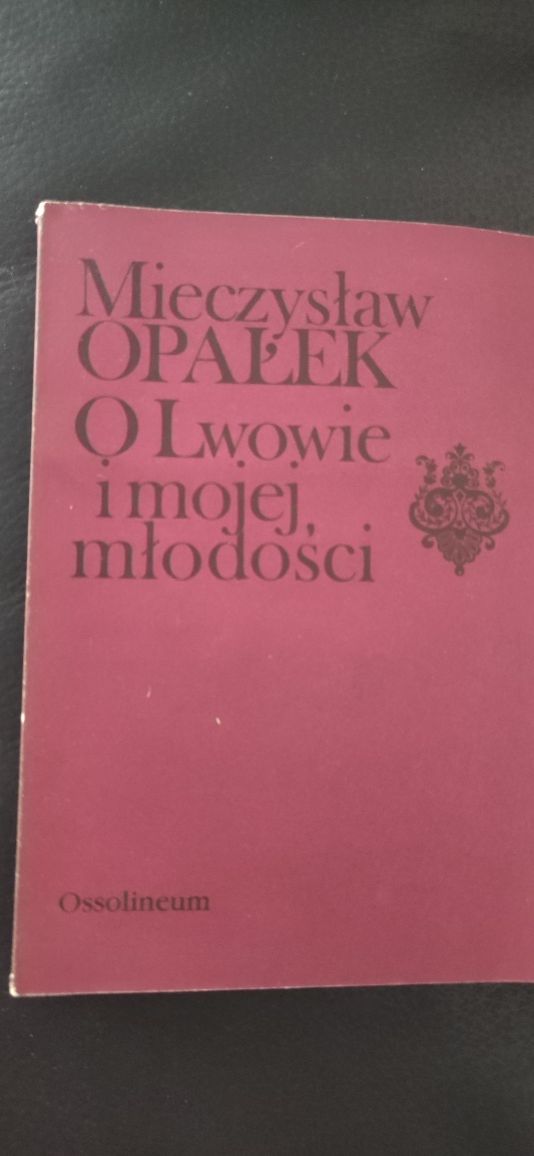 Mieczysław
OPAŁEK
O Lwowie
i mojej
młodości
Ossolineum